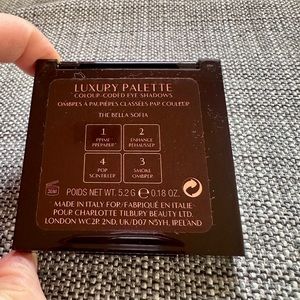 LUXURY PALETTE
COLOUR-CODED EYE SHADOWS
OMBRES À PAUPIÈRES CLASSÉES PAR COULEUR
THE BELLA SOFIA
1
PRIME
PRÉPARER
2
ENHANCE
REHAUSSER
4
POP
SCINTILLER
3
SMOKE
OMBRER
POIDS NET WT. 5.2 G ℮ 0.18 OZ.
MADE IN ITALY FOR/FABRIQUÉ EN ITALIE
POUR CHARLOTTE TILBURY BEAUTY LTD.
LONDON WC2P 2ND, UK/D07 N5YH, IRELAND